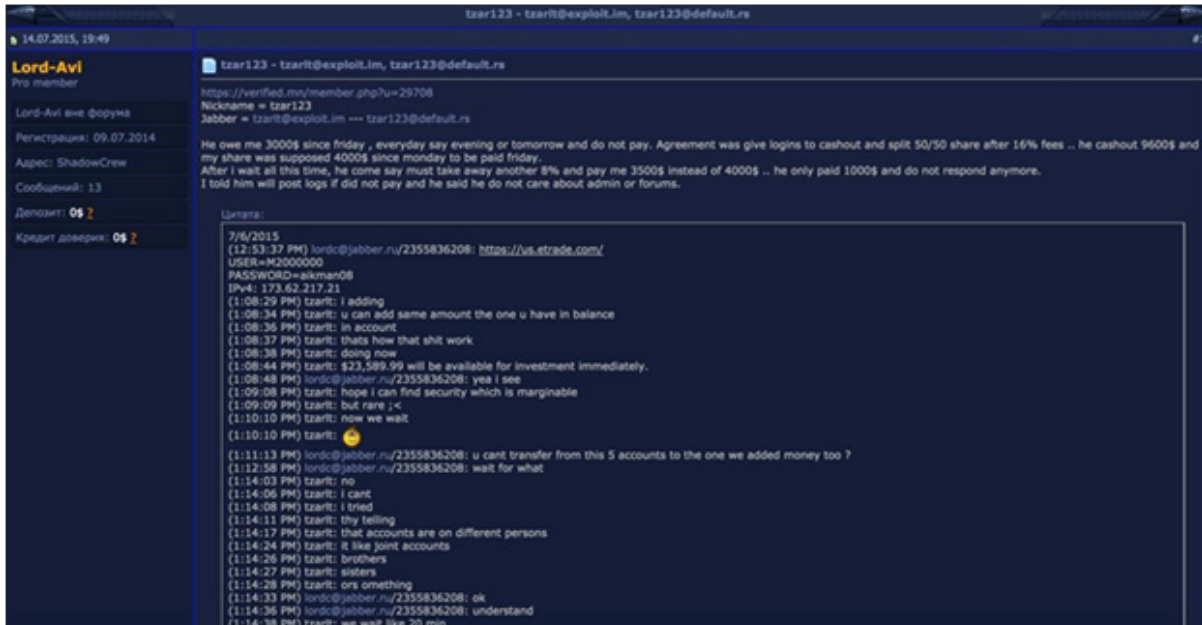 tzar123 - tzarlt@exploit.im, tzar123@default.rs
14.07.2015, 19:49
Lord-Avi
Pro member
Lord-Avi вне форума
Регистрация: 09.07.2014
Адрес: ShadowCrew
Сообщений: 13
Депозит: 0$ ?
Кредит доверия: 0$ ?
tzar123 - tzarlt@exploit.im, tzar123@default.rs
https://verified.mn/member.php?u=29708
Nickname = tzar123
Jabber = tzarlt@exploit.im --- tzar123@default.rs
He owe me 3000$ since friday , everyday say evening or tomorrow and do not pay. Agreement was give logins to cashout and split 50/50 share after 16% fees .. he cashout 9600$ and
my share was supposed 4000$ since monday to be paid friday.
After i wait all this time, he come say must take away another 8% and pay me 3500$ instead of 4000$ .. he only paid 1000$ and do not respond anymore.
I told him will post logs if did not pay and he said he do not care about admin or forums.
Цитата:
7/6/2015
(12:53:37 PM) lordc@jabber.ru/2355836208: https://us.etrade.com/
USER=M2000000
PASSWORD=aikman08
IPv4: 173.62.217.21
(1:08:29 PM) tzarlt: i adding
(1:08:34 PM) tzarlt: u can add same amount the one u have in balance
(1:08:36 PM) tzarlt: in account
(1:08:37 PM) tzarlt: thats how that shit work
(1:08:38 PM) tzarlt: doing now
(1:08:44 PM) tzarlt: $23,589.99 will be available for investment immediately.
(1:08:48 PM) lordc@jabber.ru/2355836208: yea i see
(1:09:08 PM) tzarlt: hope i can find security which is marginable
(1:09:09 PM) tzarlt: but rare ;<
(1:10:10 PM) tzarlt: now we wait
(1:10:10 PM) tzarlt:
(1:11:13 PM) lordc@jabber.ru/2355836208: u cant transfer from this 5 accounts to the one we added money too ?
(1:12:58 PM) lordc@jabber.ru/2355836208: wait for what
(1:14:03 PM) tzarlt: no
(1:14:06 PM) tzarlt: i cant
(1:14:08 PM) tzarlt: i tried
(1:14:11 PM) tzarlt: thy telling
(1:14:17 PM) tzarlt: that accounts are on different persons
(1:14:24 PM) tzarlt: it like joint accounts
(1:14:26 PM) tzarlt: brothers
(1:14:27 PM) tzarlt: sisters
(1:14:28 PM) tzarlt: ors omething
(1:14:33 PM) lordc@jabber.ru/2355836208: ok
(1:14:36 PM) lordc@jabber.ru/2355836208: understand
(1:14:38 PM) tzarlt: we wait like 20 min